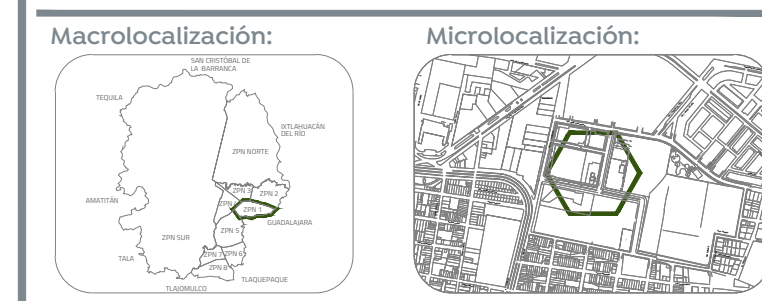 Macrolocalización:
Microlocalización:
SAN CRISTÓBAL DE
LA BARRANCA
TEQUILA
IXTLAHUACÁN
DEL RÍO
ZPN NORTE
ZPN 3
ZPN 2
AMATITÁN
ZPN 1
GUADALAJARA
ZPN 5
ZPN SUR
TALA
ZPN 7
ZPN 6
ZPN 8
TLAQUEPAQUE
TLAJOMULCO